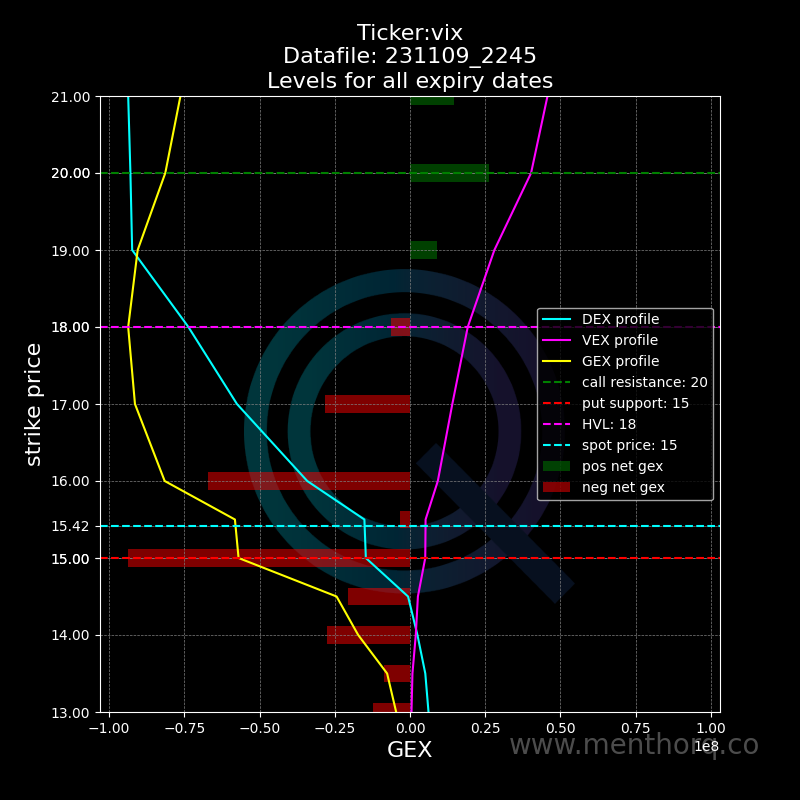 Ticker:vix
Datafile: 231109_2245
Levels for all expiry dates
21.00
20.00
19.00
18.00
17.00
16.00
15.42
15.00
14.00
13.00
strike price
DEX profile
VEX profile
GEX profile
call resistance: 20
put support: 15
HVL: 18
spot price: 15
pos net gex
neg net gex
−1.00 −0.75 −0.50 −0.25 0.00 0.25 0.50 0.75 1.00
1e8
GEX
www.menthorq.co